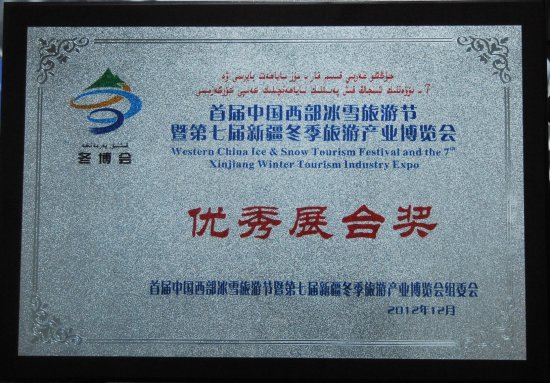 首届中国西部冰雪旅游节
暨第七届新疆冬季旅游产业博览会
Western China Ice & Snow Tourism Festival and the 7th
Xinjiang Winter Tourism Industry Expo
冬博会
优秀展台奖
首届中国西部冰雪旅游节暨第七届新疆冬季旅游产业博览会组委会
2012年12月